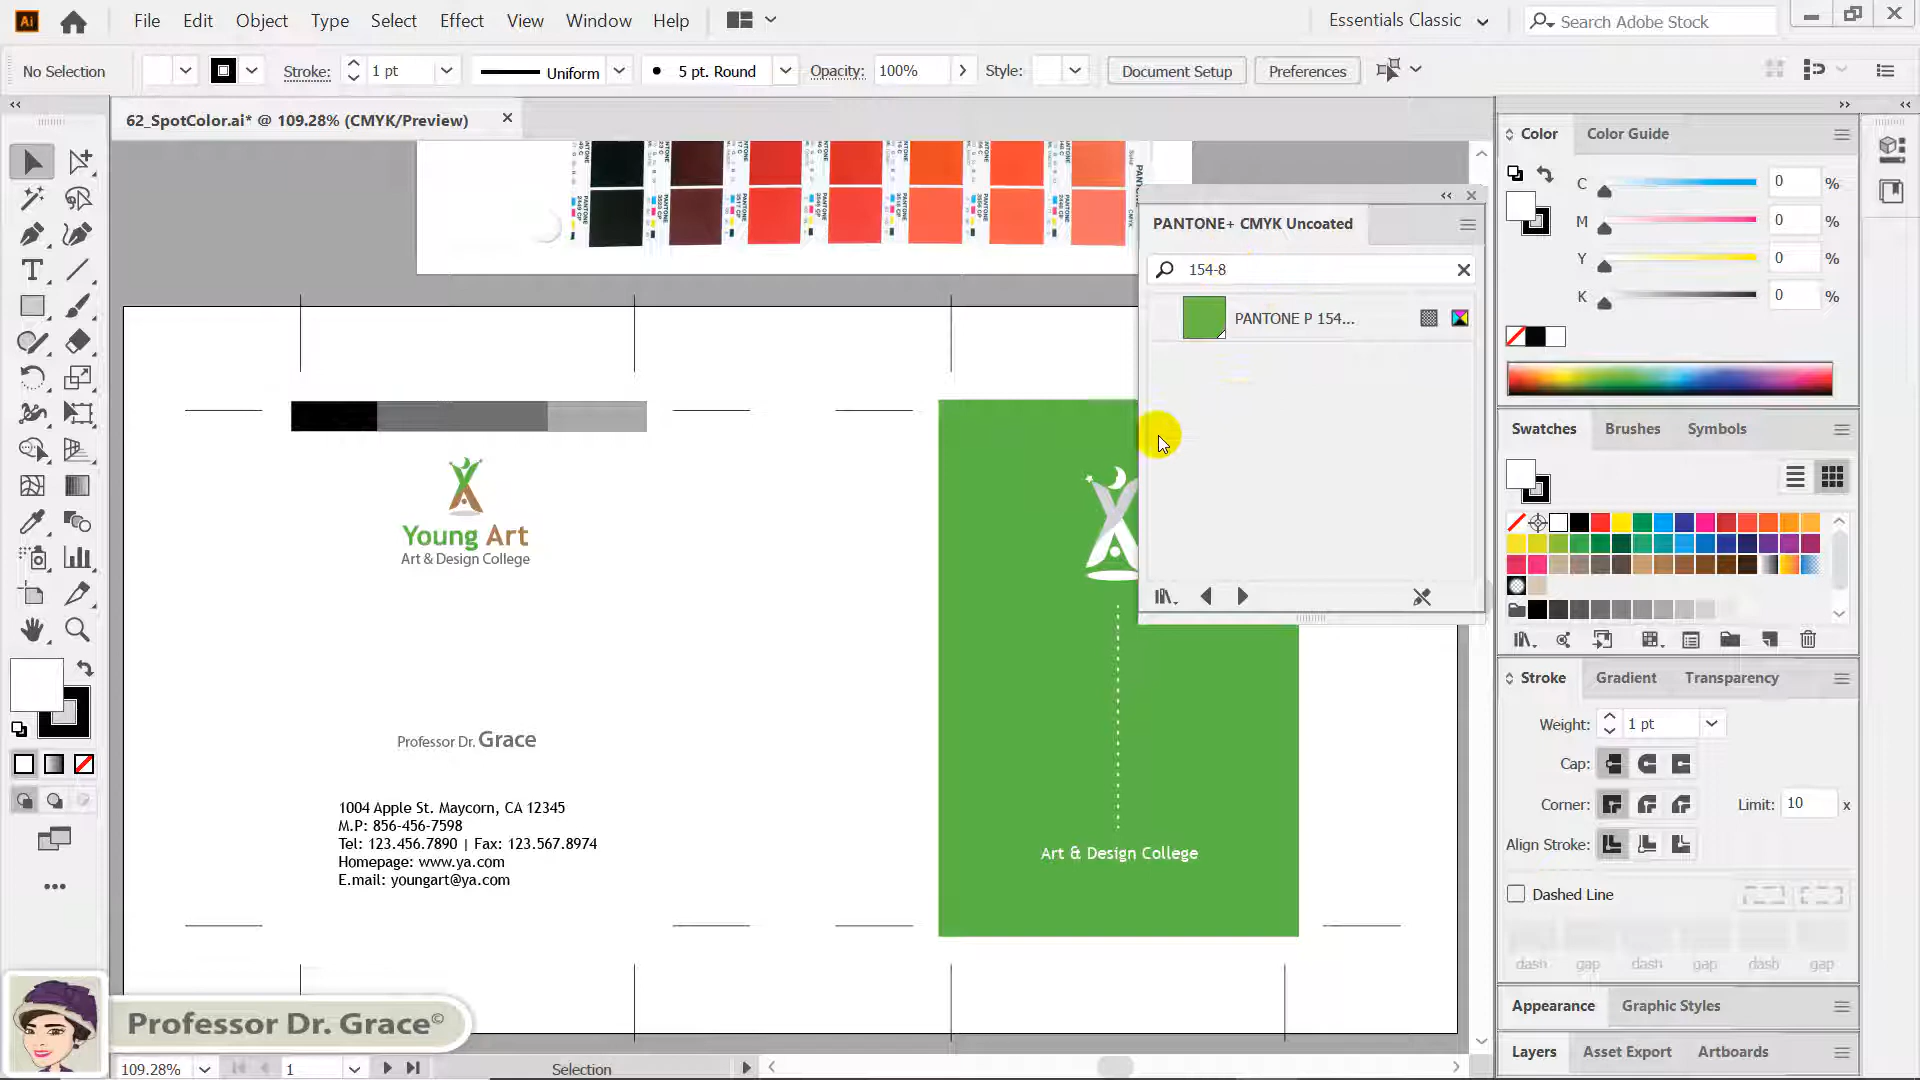 File Edit Object Type Select Effect View Window Help
Essentials Classic
Search Adobe Stock
No Selection
Stroke: 1 pt
Uniform
5 pt. Round
Opacity: 100%
Style:
Document Setup
Preferences
62_SpotColor.ai* @ 109.28% (CMYK/Preview)
PANTONE+ CMYK Uncoated
154-8
PANTONE P 154...
Young Art
Art & Design College
Professor Dr. Grace
1004 Apple St. Maycorn, CA 12345
M.P: 856-456-7598
Tel: 123.456.7890 | Fax: 123.567.8974
Homepage: www.ya.com
E.mail: youngart@ya.com
Art & Design College
Professor Dr. Grace©
109.28%
1
Selection
Color Color Guide
C 0 %
M 0 %
Y 0 %
K 0 %
Swatches Brushes Symbols
Stroke Gradient Transparency
Weight: 1 pt
Cap:
Corner: Limit: 10 x
Align Stroke:
Dashed Line
dash gap dash gap dash gap
Appearance Graphic Styles
Layers Asset Export Artboards